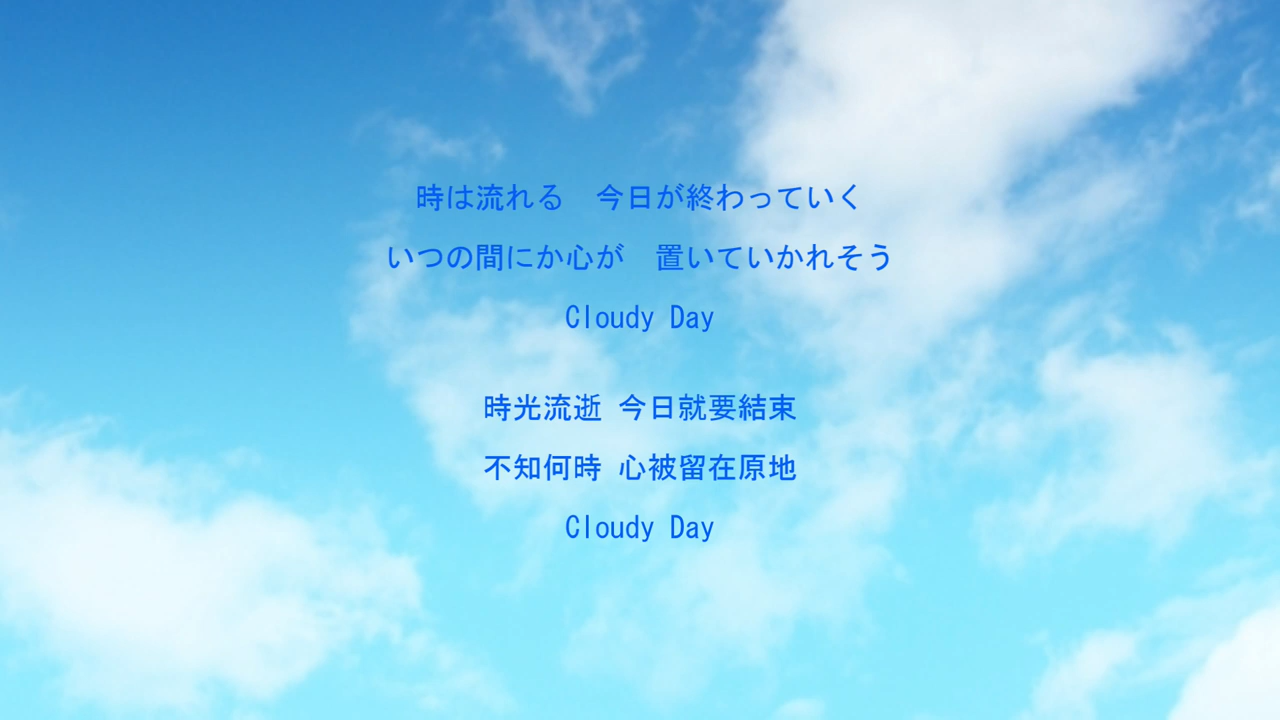 時は流れる　今日が終わっていく
いつの間にか心が　置いていかれそう
Cloudy Day
時光流逝 今日就要結束
不知何時 心被留在原地
Cloudy Day